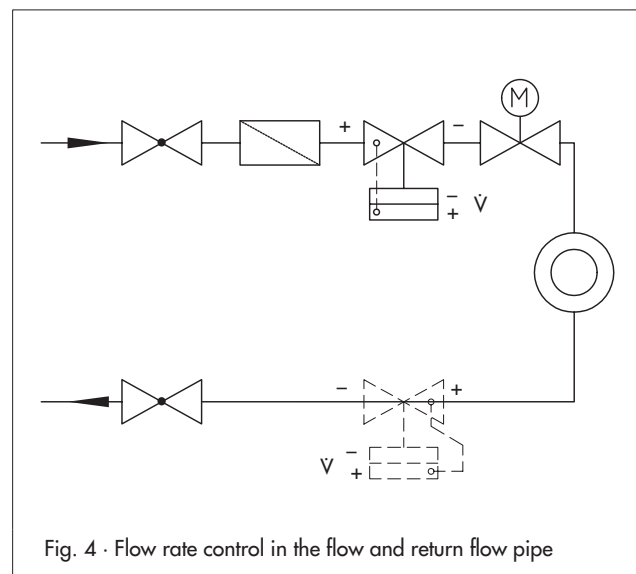 M
+ −
−
+ V̇
− +
V̇ −
+
Fig. 4 · Flow rate control in the flow and return flow pipe